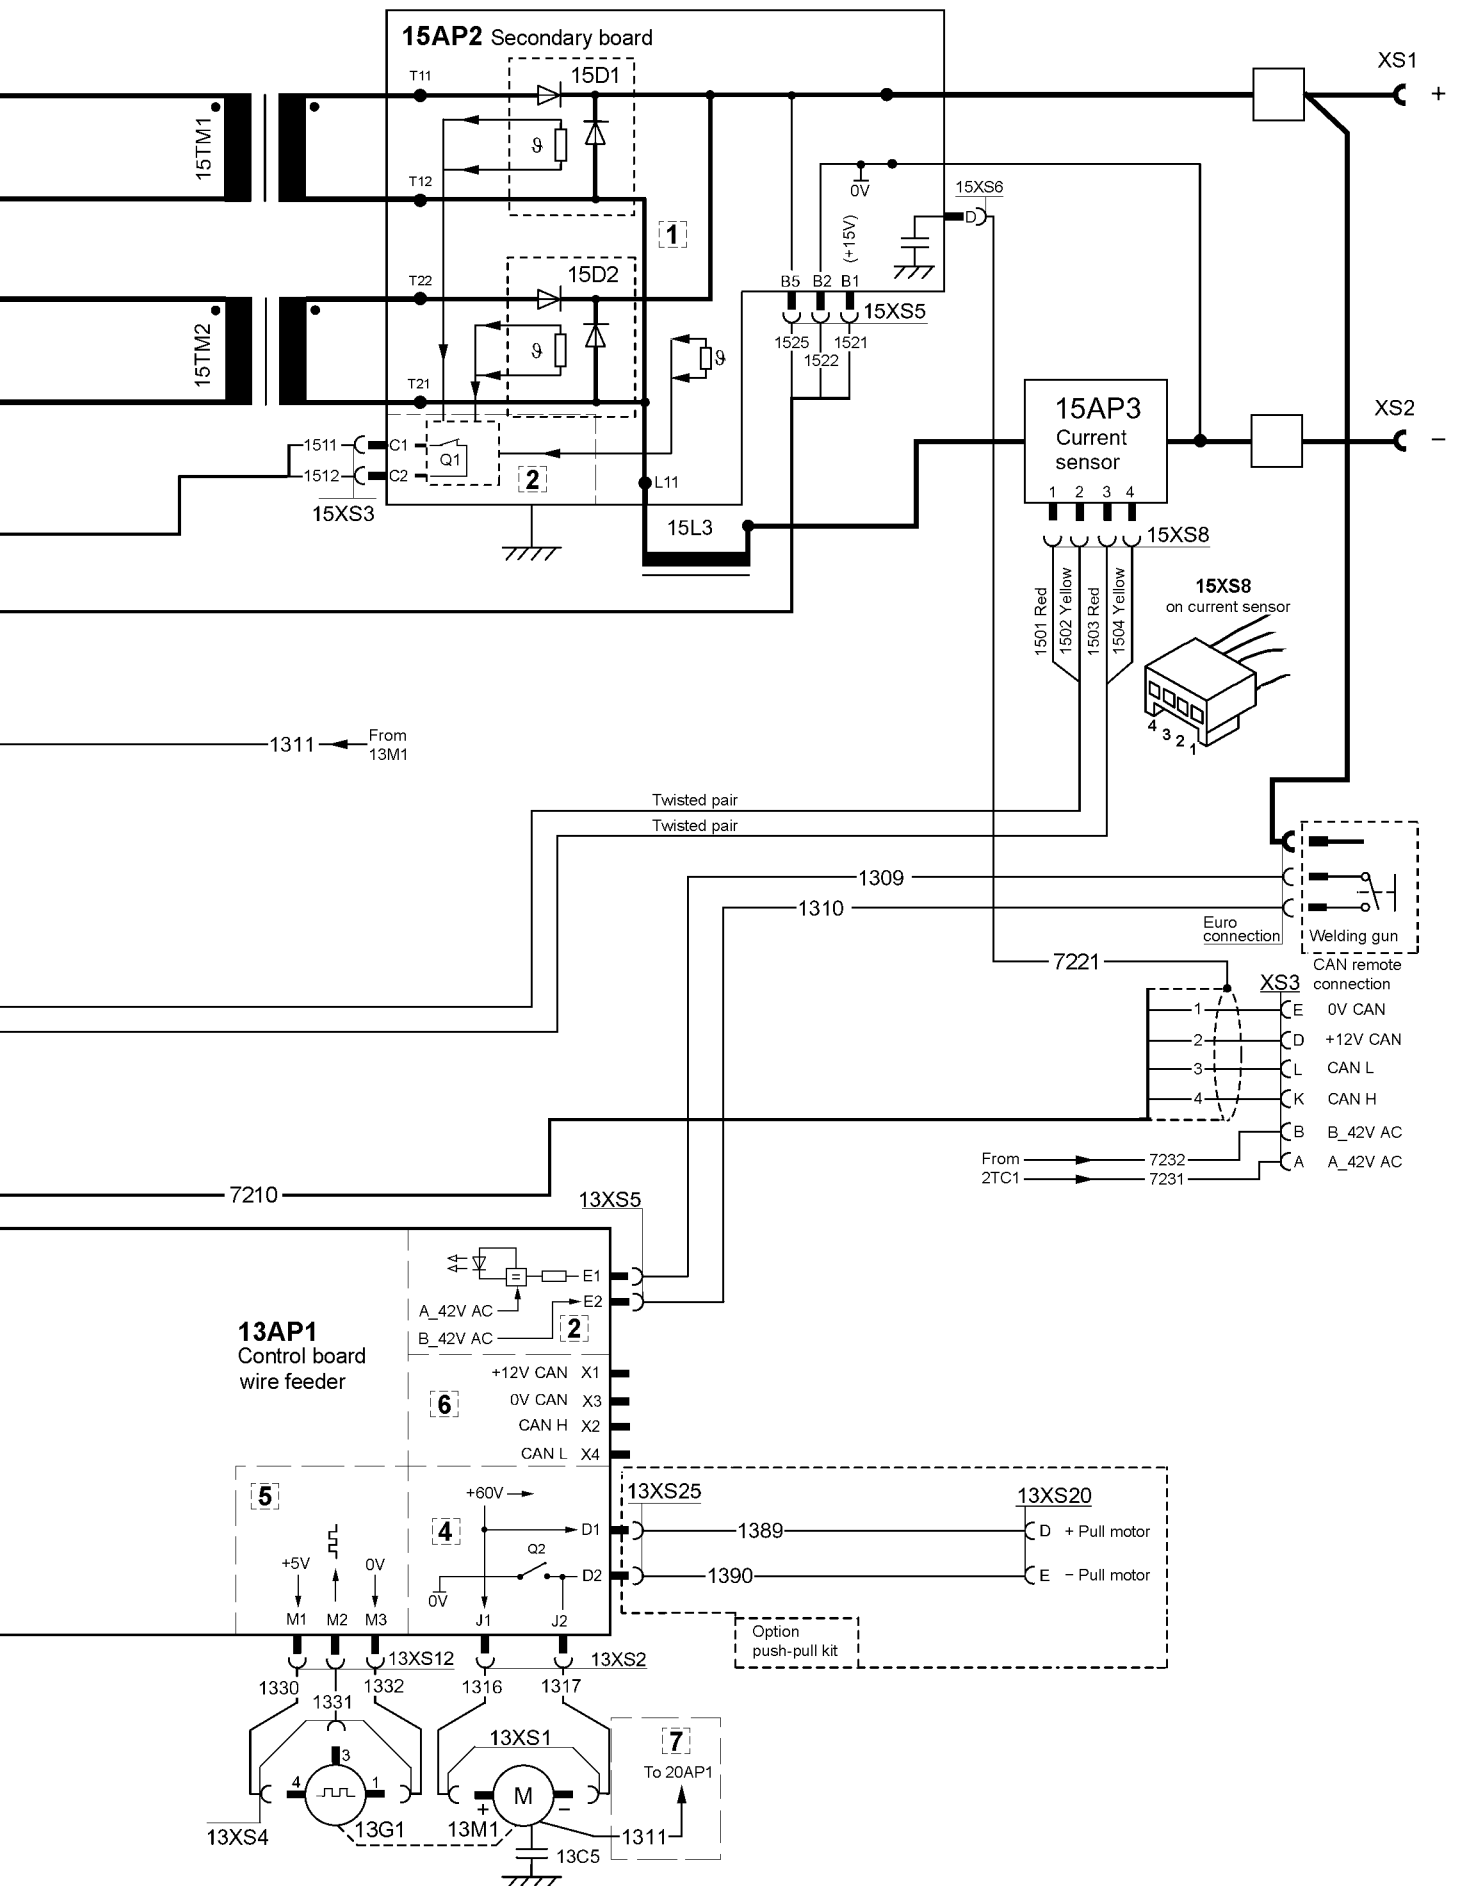 15AP2 Secondary board
XS1
+
T11
15D1
15TM1
ϑ
T12
0V
15XS6
D
1
(+15V)
T22
15D2
B5 B2 B1
15XS5
15TM2
ϑ
ϑ
1525 1522 1521
T21
15AP3
Current
sensor
XS2
–
1511 C1
Q1
1512 C2
2
L11
1 2 3 4
15XS3
15L3
15XS8
1501 Red
1502 Yellow
1503 Red
1504 Yellow
15XS8
on current sensor
4 3 2 1
1311
From
13M1
Twisted pair
Twisted pair
1309
1310
Euro
connection
Welding gun
7221
CAN remote
connection
XS3
1 E 0V CAN
2 D +12V CAN
3 L CAN L
4 K CAN H
B B_42V AC
From 7232
A A_42V AC
2TC1 7231
7210
13XS5
=
E1
A_42V AC
E2
B_42V AC
2
13AP1
Control board
wire feeder
+12V CAN X1
0V CAN X3
6
CAN H X2
CAN L X4
5
+60V
13XS25
13XS20
4
D1
1389
D + Pull motor
+5V
0V
Q2
D2
1390
E – Pull motor
0V
M1 M2 M3
J1 J2
Option
push-pull kit
13XS12
13XS2
1330 1331 1332
1316 1317
13XS1
7
3
To 20AP1
4 1
M
+ –
13XS4
13G1
13M1
1311
13C5